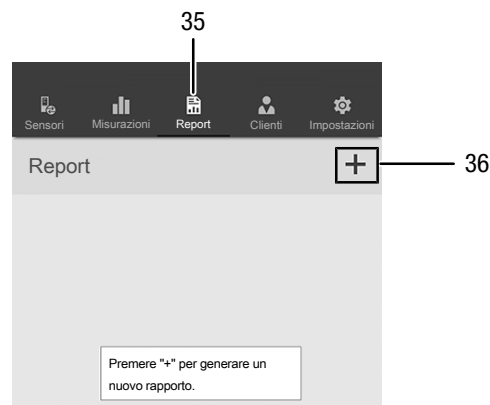 35
Sensori Misurazioni Report Clienti Impostazioni
Report
36
Premere "+" per generare un
nuovo rapporto.